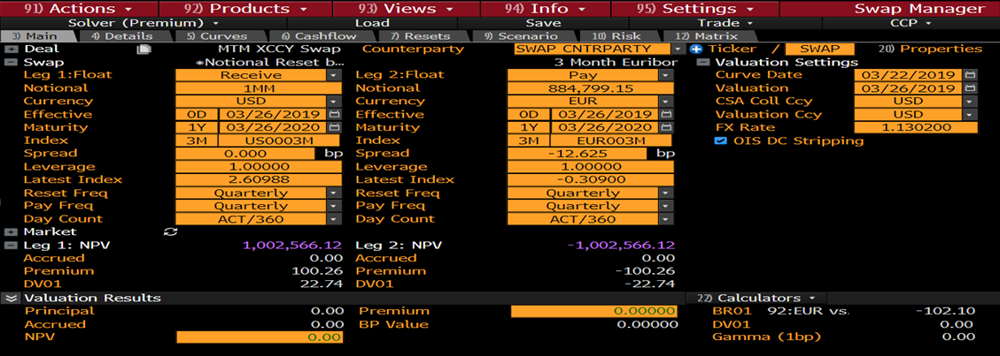 91) Actions 92) Products 93) Views 94) Info 95) Settings Swap Manager
Solver (Premium) Load Save Trade CCP
3) Main 4) Details 5) Curves 6) Cashflow 7) Resets 9) Scenario 10) Risk 12) Matrix
Deal MTM XCCY Swap Counterparty SWAP CNTRPARTY Ticker / SWAP 20) Properties
Swap *Notional Reset b... 3 Month Euribor Valuation Settings
Leg 1:Float Receive Leg 2:Float Pay Curve Date 03/22/2019
Notional 1MM Notional 884,799.15 Valuation 03/26/2019
Currency USD Currency EUR CSA Coll Ccy USD
Effective 0D 03/26/2019 Effective 0D 03/26/2019 Valuation Ccy USD
Maturity 1Y 03/26/2020 Maturity 1Y 03/26/2020 FX Rate 1.130200
Index 3M US0003M Index 3M EUR003M OIS DC Stripping
Spread 0.000 bp Spread -12.625 bp
Leverage 1.00000 Leverage 1.00000
Latest Index 2.60988 Latest Index -0.30900
Reset Freq Quarterly Reset Freq Quarterly
Pay Freq Quarterly Pay Freq Quarterly
Day Count ACT/360 Day Count ACT/360
Market
Leg 1: NPV 1,002,566.12 Leg 2: NPV -1,002,566.12
Accrued 0.00 Accrued 0.00
Premium 100.26 Premium -100.26
DV01 22.74 DV01 -22.74
Valuation Results 22) Calculators
Principal 0.00 Premium 0.00000 BR01 92:EUR vs. -102.10
Accrued 0.00 BP Value 0.00000 DV01 0.00
NPV 0.00 Gamma (1bp) 0.00